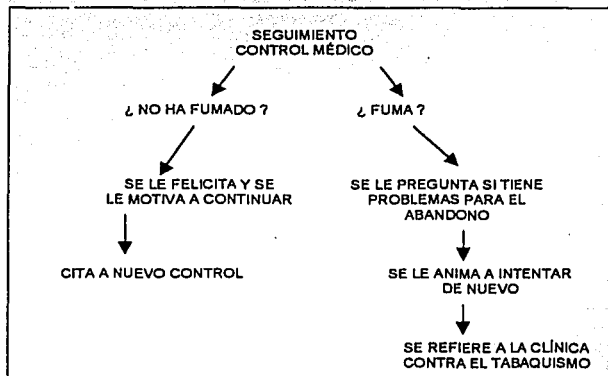 SEGUIMIENTO
CONTROL MÉDICO
¿ NO HA FUMADO ?
¿ FUMA ?
SE LE FELICITA Y SE
LE MOTIVA A CONTINUAR
CITA A NUEVO CONTROL
SE LE PREGUNTA SI TIENE
PROBLEMAS PARA EL
ABANDONO
SE LE ANIMA A INTENTAR
DE NUEVO
SE REFIERE A LA CLÍNICA
CONTRA EL TABAQUISMO